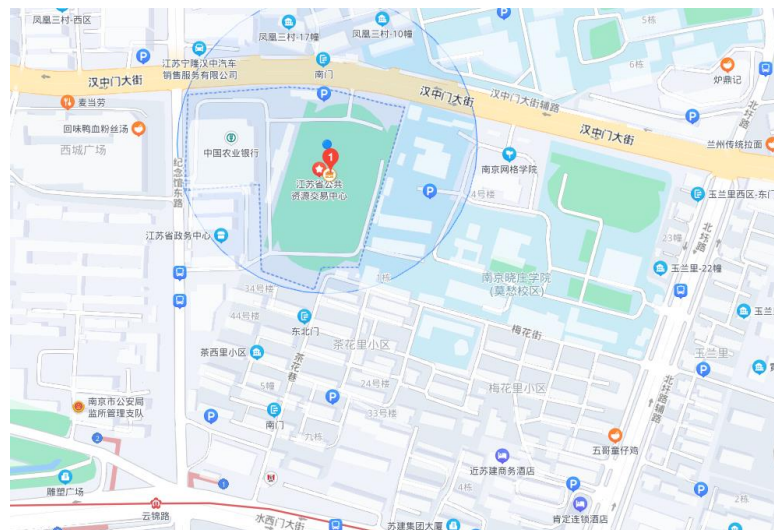 凤凰三村-西区
凤凰三村-17幢
凤凰三村-10幢
5栋
6栋
江苏宁隆汉中汽车
销售服务有限公司
南门
炉鼎记
汉中门大街
汉中门大街
汉中门大街辅路
汉中门大街
北圩路
麦当劳
回味鸭血粉丝汤
西城广场
中国农业银行
纪念馆东路
1
江苏省公共
资源交易中心
南京网格学院
4号楼
兰州传统拉面
玉兰里西区-东门
江苏省政务中心
23幢
玉兰里-22幢
1栋
南京晓庄学院
(莫愁校区)
34号楼
44号楼
东北门
茶花里小区
梅花街
玉兰
茶西里小区
茶花巷
5幢
24号楼
33号楼
梅花里小区
玉兰里
北圩路辅路
南京市公安局
监所管理支队
南门
六栋
五哥童仔鸡
2
1
近苏建商务酒店
4栋
2栋
雕塑广场
云锦路
水西门大街
苏建集团大厦
肯定连锁酒店